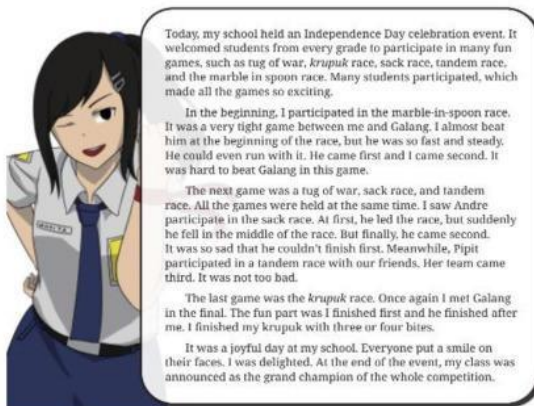 Today, my school held an Independence Day celebration event. It
welcomed students from every grade to participate in many fun
games, such as tug of war, krupuk race, sack race, tandem race,
and the marble in spoon race. Many students participated, which
made all the games so exciting.
In the beginning, I participated in the marble-in-spoon race.
It was a very tight game between me and Galang. I almost beat
him at the beginning of the race, but he was so fast and steady.
He could even run with it. He came first and I came second. It
was hard to beat Galang in this game.
The next game was a tug of war, sack race, and tandem
race. All the games were held at the same time. I saw Andre
participate in the sack race. At first, he led the race, but suddenly
he fell in the middle of the race. But finally, he came second.
It was so sad that he couldn't finish first. Meanwhile, Pipit
participated in a tandem race with our friends. Her team came
third. It was not too bad.
The last game was the krupuk race. Once again I met Galang
in the final. The fun part was I finished first and he finished after
me. I finished my krupuk with three or four bites.
It was a joyful day at my school. Everyone put a smile on
their faces. I was delighted. At the end of the event, my class was
announced as the grand champion of the whole competition.